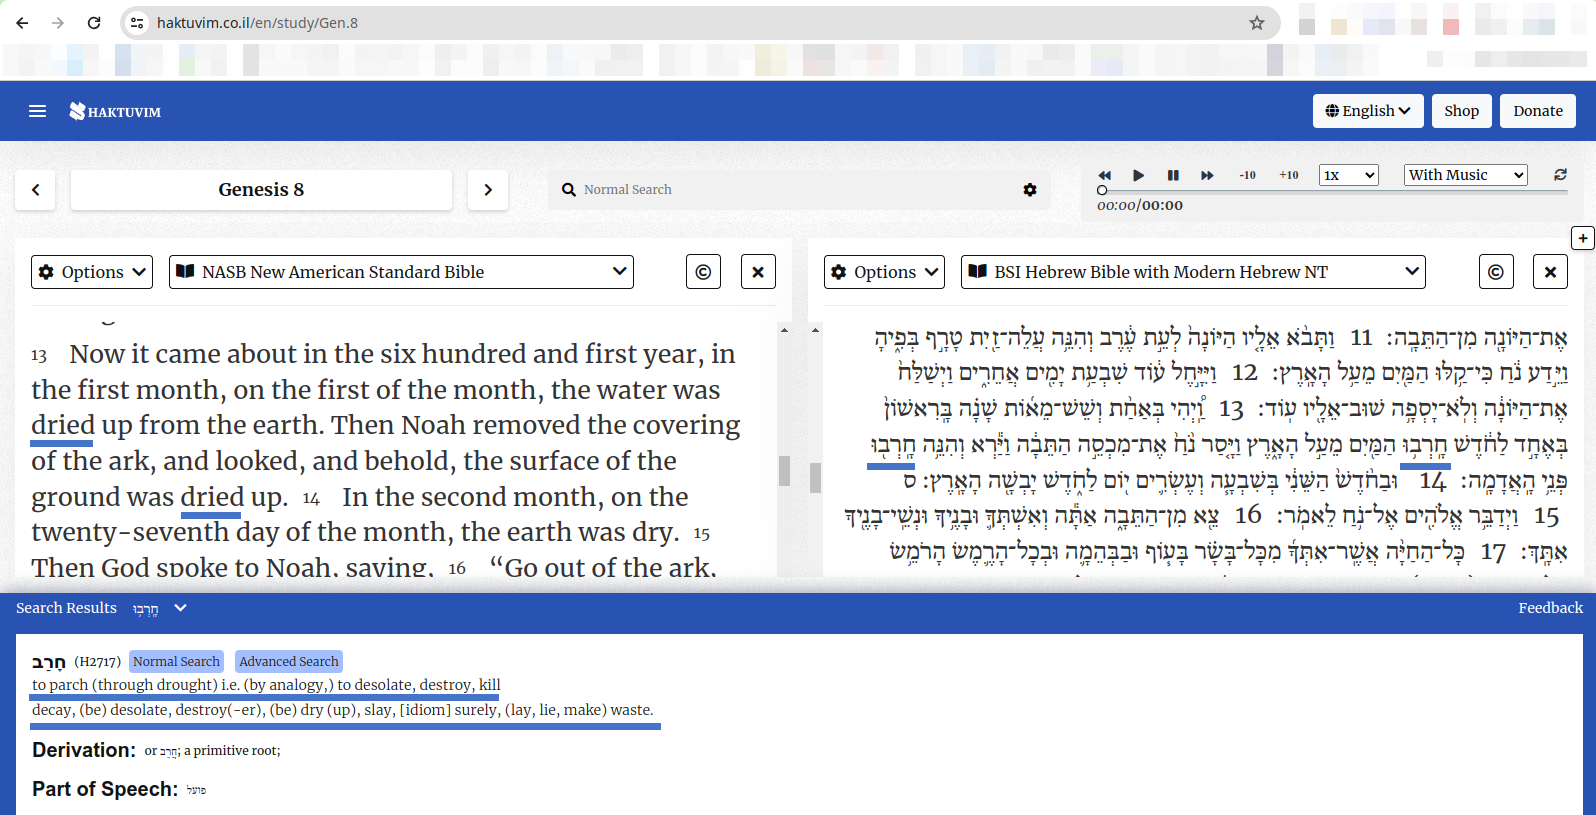 haktuvim.co.il/en/study/Gen.8
HAKTUVIM
English
Shop
Donate
Genesis 8
Normal Search
-10
+10
1x
With Music
00:00/00:00
+
Options
NASB New American Standard Bible
©
13 Now it came about in the six hundred and first year, in
the first month, on the first of the month, the water was
dried up from the earth. Then Noah removed the covering
of the ark, and looked, and behold, the surface of the
ground was dried up. 14 In the second month, on the
twenty-seventh day of the month, the earth was dry. 15
Then God spoke to Noah, saying, 16 “Go out of the ark,
Options
BSI Hebrew Bible with Modern Hebrew NT
©
אֶת־הַיּוֹנָ֖ה מִן־הַתֵּבָֽה׃ 11 וַתָּבֹ֨א אֵלָ֤יו הַיּוֹנָה֙ לְעֵ֣ת עֶ֔רֶב וְהִנֵּ֥ה עֲלֵה־זַ֖יִת טָרָ֣ף בְּפִ֑יהָ
וַיֵּ֣דַע נֹ֔חַ כִּי־קַ֥לּוּ הַמַּ֖יִם מֵעַ֥ל הָאָֽרֶץ׃ 12 וַיִּיָּ֣חֶל ע֔וֹד שִׁבְעַ֥ת יָמִ֖ים אֲחֵרִ֑ים וַיְשַׁלַּח֙
אֶת־הַיּוֹנָ֔ה וְלֹֽא־יָסְפָ֥ה שׁוּב־אֵלָ֖יו עֽוֹד׃ 13 וַֽ֠יְהִי בְּאַחַ֨ת וְשֵׁשׁ־מֵא֜וֹת שָׁנָ֗ה בָּֽרִאשׁוֹן֙
בְּאֶחָ֣ד לַחֹ֔דֶשׁ חָֽרְב֥וּ הַמַּ֖יִם מֵעַ֣ל הָאָ֑רֶץ וַיָּ֤סַר נֹ֙חַ֙ אֶת־מִכְסֵ֣ה הַתֵּבָ֔ה וַיַּ֕רְא וְהִנֵּ֥ה חָֽרְב֖וּ
פְּנֵ֥י הָֽאֲדָמָֽה׃ 14 וּבַחֹ֙דֶשׁ֙ הַשֵּׁנִ֔י בְּשִׁבְעָ֧ה וְעֶשְׂרִ֛ים י֖וֹם לַחֹ֑דֶשׁ יָבְשָׁ֖ה הָאָֽרֶץ׃ ס
15 וַיְדַבֵּ֥ר אֱלֹהִ֖ים אֶל־נֹ֥חַ לֵאמֹֽר׃ 16 צֵ֖א מִן־הַתֵּבָ֑ה אַתָּ֕ה וְאִשְׁתְּךָ֛ וּבָנֶ֥יךָ וּנְשֵֽׁי־בָנֶ֖יךָ
אִתָּֽךְ׃ 17 כָּל־הַחַיָּ֨ה אֲשֶֽׁר־אִתְּךָ֜ מִכָּל־בָּשָׂ֗ר בָּע֧וֹף וּבַבְּהֵמָ֛ה וּבְכָל־הָרֶ֛מֶשׂ הָרֹמֵ֥שׂ
Search Results חָֽרְב֥וּ
Feedback
חָרַב (H2717) Normal Search Advanced Search
to parch (through drought) i.e. (by analogy,) to desolate, destroy, kill
decay, (be) desolate, destroy(-er), (be) dry (up), slay, [idiom] surely, (lay, lie, make) waste.
Derivation: or חָרֵב; a primitive root;
Part of Speech: פועל